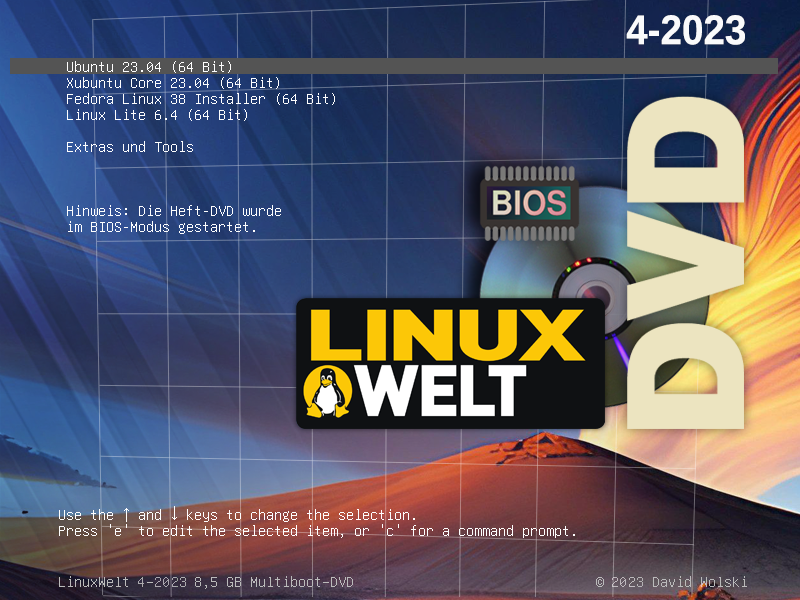 4-2023
Ubuntu 23.04 (64 Bit)
Xubuntu Core 23.04 (64 Bit)
Fedora Linux 38 Installer (64 Bit)
Linux Lite 6.4 (64 Bit)
Extras und Tools
Hinweis: Die Heft-DVD wurde
im BIOS-Modus gestartet.
BIOS
DVD
LINUX
WELT
Use the ↑ and ↓ keys to change the selection.
Press 'e' to edit the selected item, or 'c' for a command prompt.
LinuxWelt 4-2023 8,5 GB Multiboot-DVD
© 2023 David Wolski